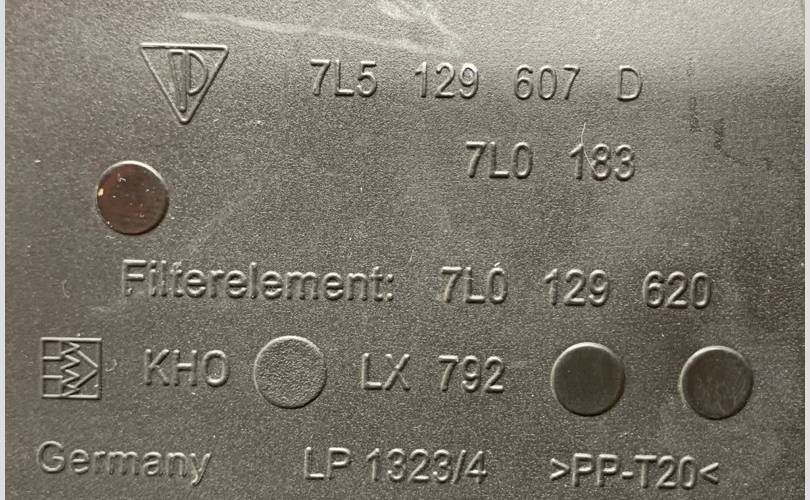 7L5 129 607 D
7L0 183
Filterelement: 7L0 129 620
KHO LX 792
Germany LP 1323/4 >PP-T20<